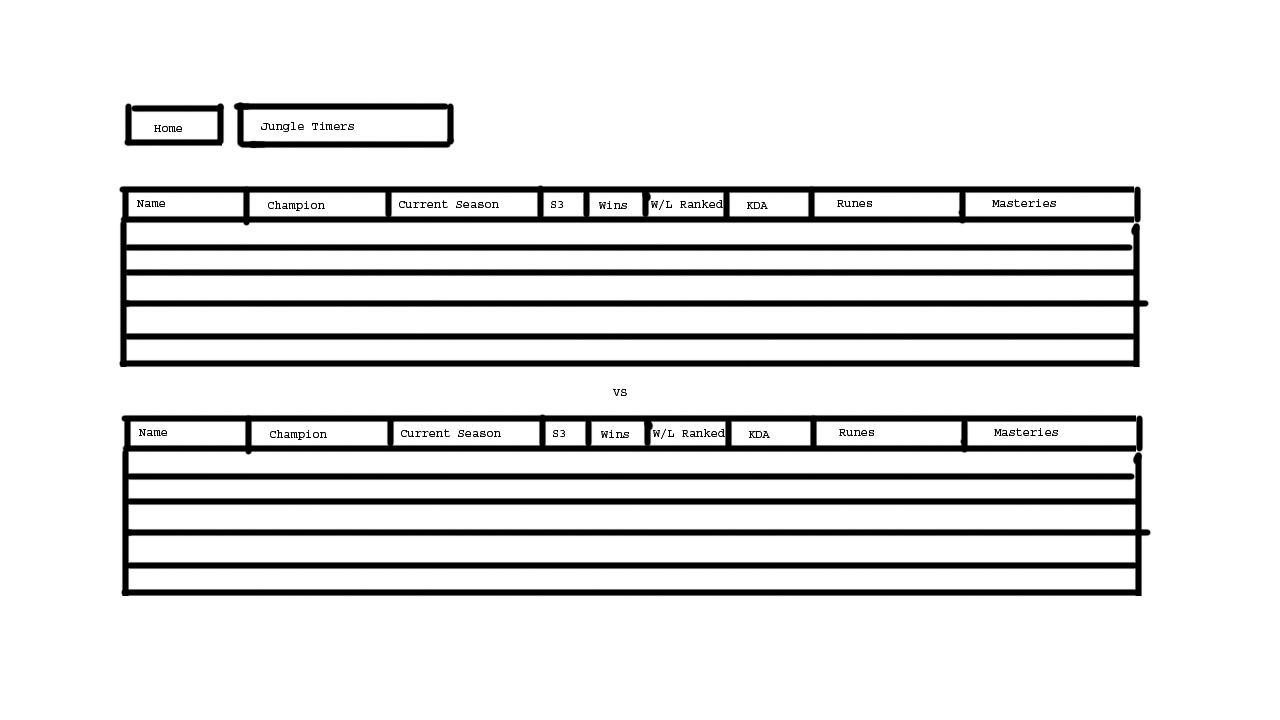 Home Jungle Timers
Name Champion Current Season S3 Wins W/L Ranked KDA Runes Masteries
VS
Name Champion Current Season S3 Wins W/L Ranked KDA Runes Masteries